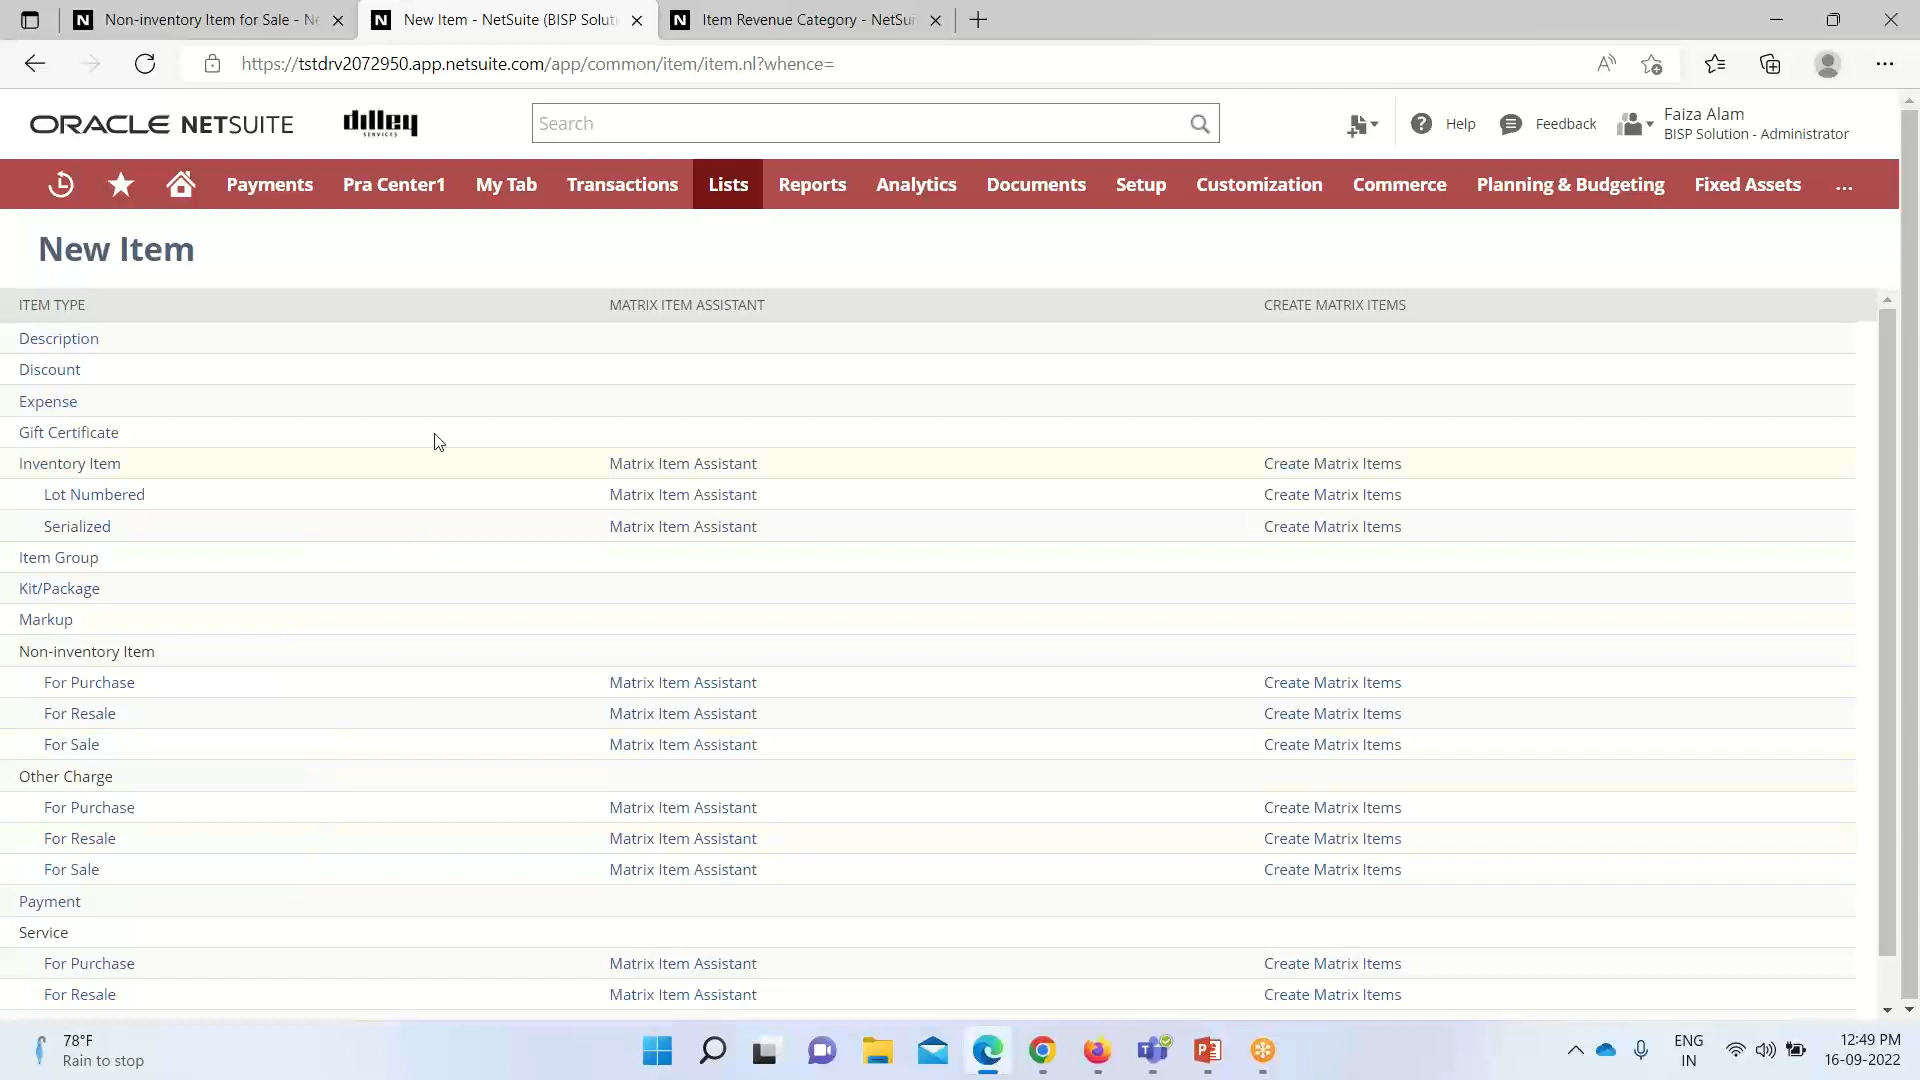 Non-inventory Item for Sale - Ne
New Item - NetSuite (BISP Soluti
Item Revenue Category - NetSui
https://tstdrv2072950.app.netsuite.com/app/common/item/item.nl?whence=
ORACLE NETSUITE
dilley
SERVICES
Search
Help
Feedback
Faiza Alam
BISP Solution - Administrator
Payments
Pra Center1
My Tab
Transactions
Lists
Reports
Analytics
Documents
Setup
Customization
Commerce
Planning & Budgeting
Fixed Assets
...
New Item
ITEM TYPE MATRIX ITEM ASSISTANT CREATE MATRIX ITEMS
Description
Discount
Expense
Gift Certificate
Inventory Item Matrix Item Assistant Create Matrix Items
Lot Numbered Matrix Item Assistant Create Matrix Items
Serialized Matrix Item Assistant Create Matrix Items
Item Group
Kit/Package
Markup
Non-inventory Item
For Purchase Matrix Item Assistant Create Matrix Items
For Resale Matrix Item Assistant Create Matrix Items
For Sale Matrix Item Assistant Create Matrix Items
Other Charge
For Purchase Matrix Item Assistant Create Matrix Items
For Resale Matrix Item Assistant Create Matrix Items
For Sale Matrix Item Assistant Create Matrix Items
Payment
Service
For Purchase Matrix Item Assistant Create Matrix Items
For Resale Matrix Item Assistant Create Matrix Items
78°F
Rain to stop
ENG
IN
12:49 PM
16-09-2022